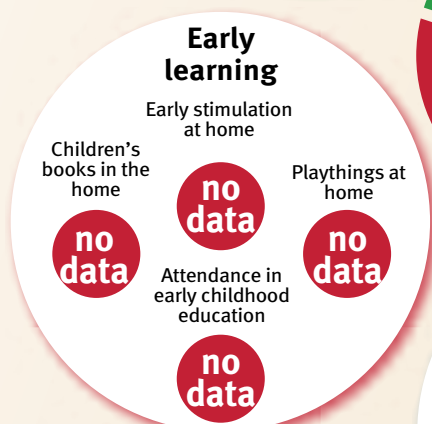 Early
learning
Early stimulation
at home
no
data
Children's
books in the
home
no
data
Playthings at
home
no
data
Attendance in
early childhood
education
no
data